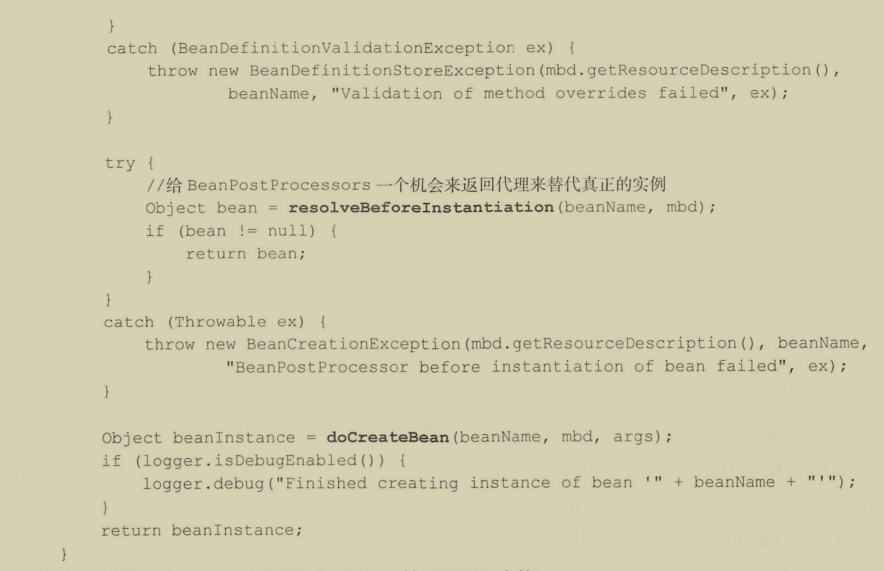 }
catch (BeanDefinitionValidationException ex) {
throw new BeanDefinitionStoreException(mbd.getResourceDescription(),
beanName, "Validation of method overrides failed", ex);
}
try {
//给 BeanPostProcessors 一个机会来返回代理来替代真正的实例
Object bean = resolveBeforeInstantiation(beanName, mbd);
if (bean != null) {
return bean;
}
}
catch (Throwable ex) {
throw new BeanCreationException(mbd.getResourceDescription(), beanName,
"BeanPostProcessor before instantiation of bean failed", ex);
}
Object beanInstance = doCreateBean(beanName, mbd, args);
if (logger.isDebugEnabled()) {
logger.debug("Finished creating instance of bean '" + beanName + "'");
}
return beanInstance;
}